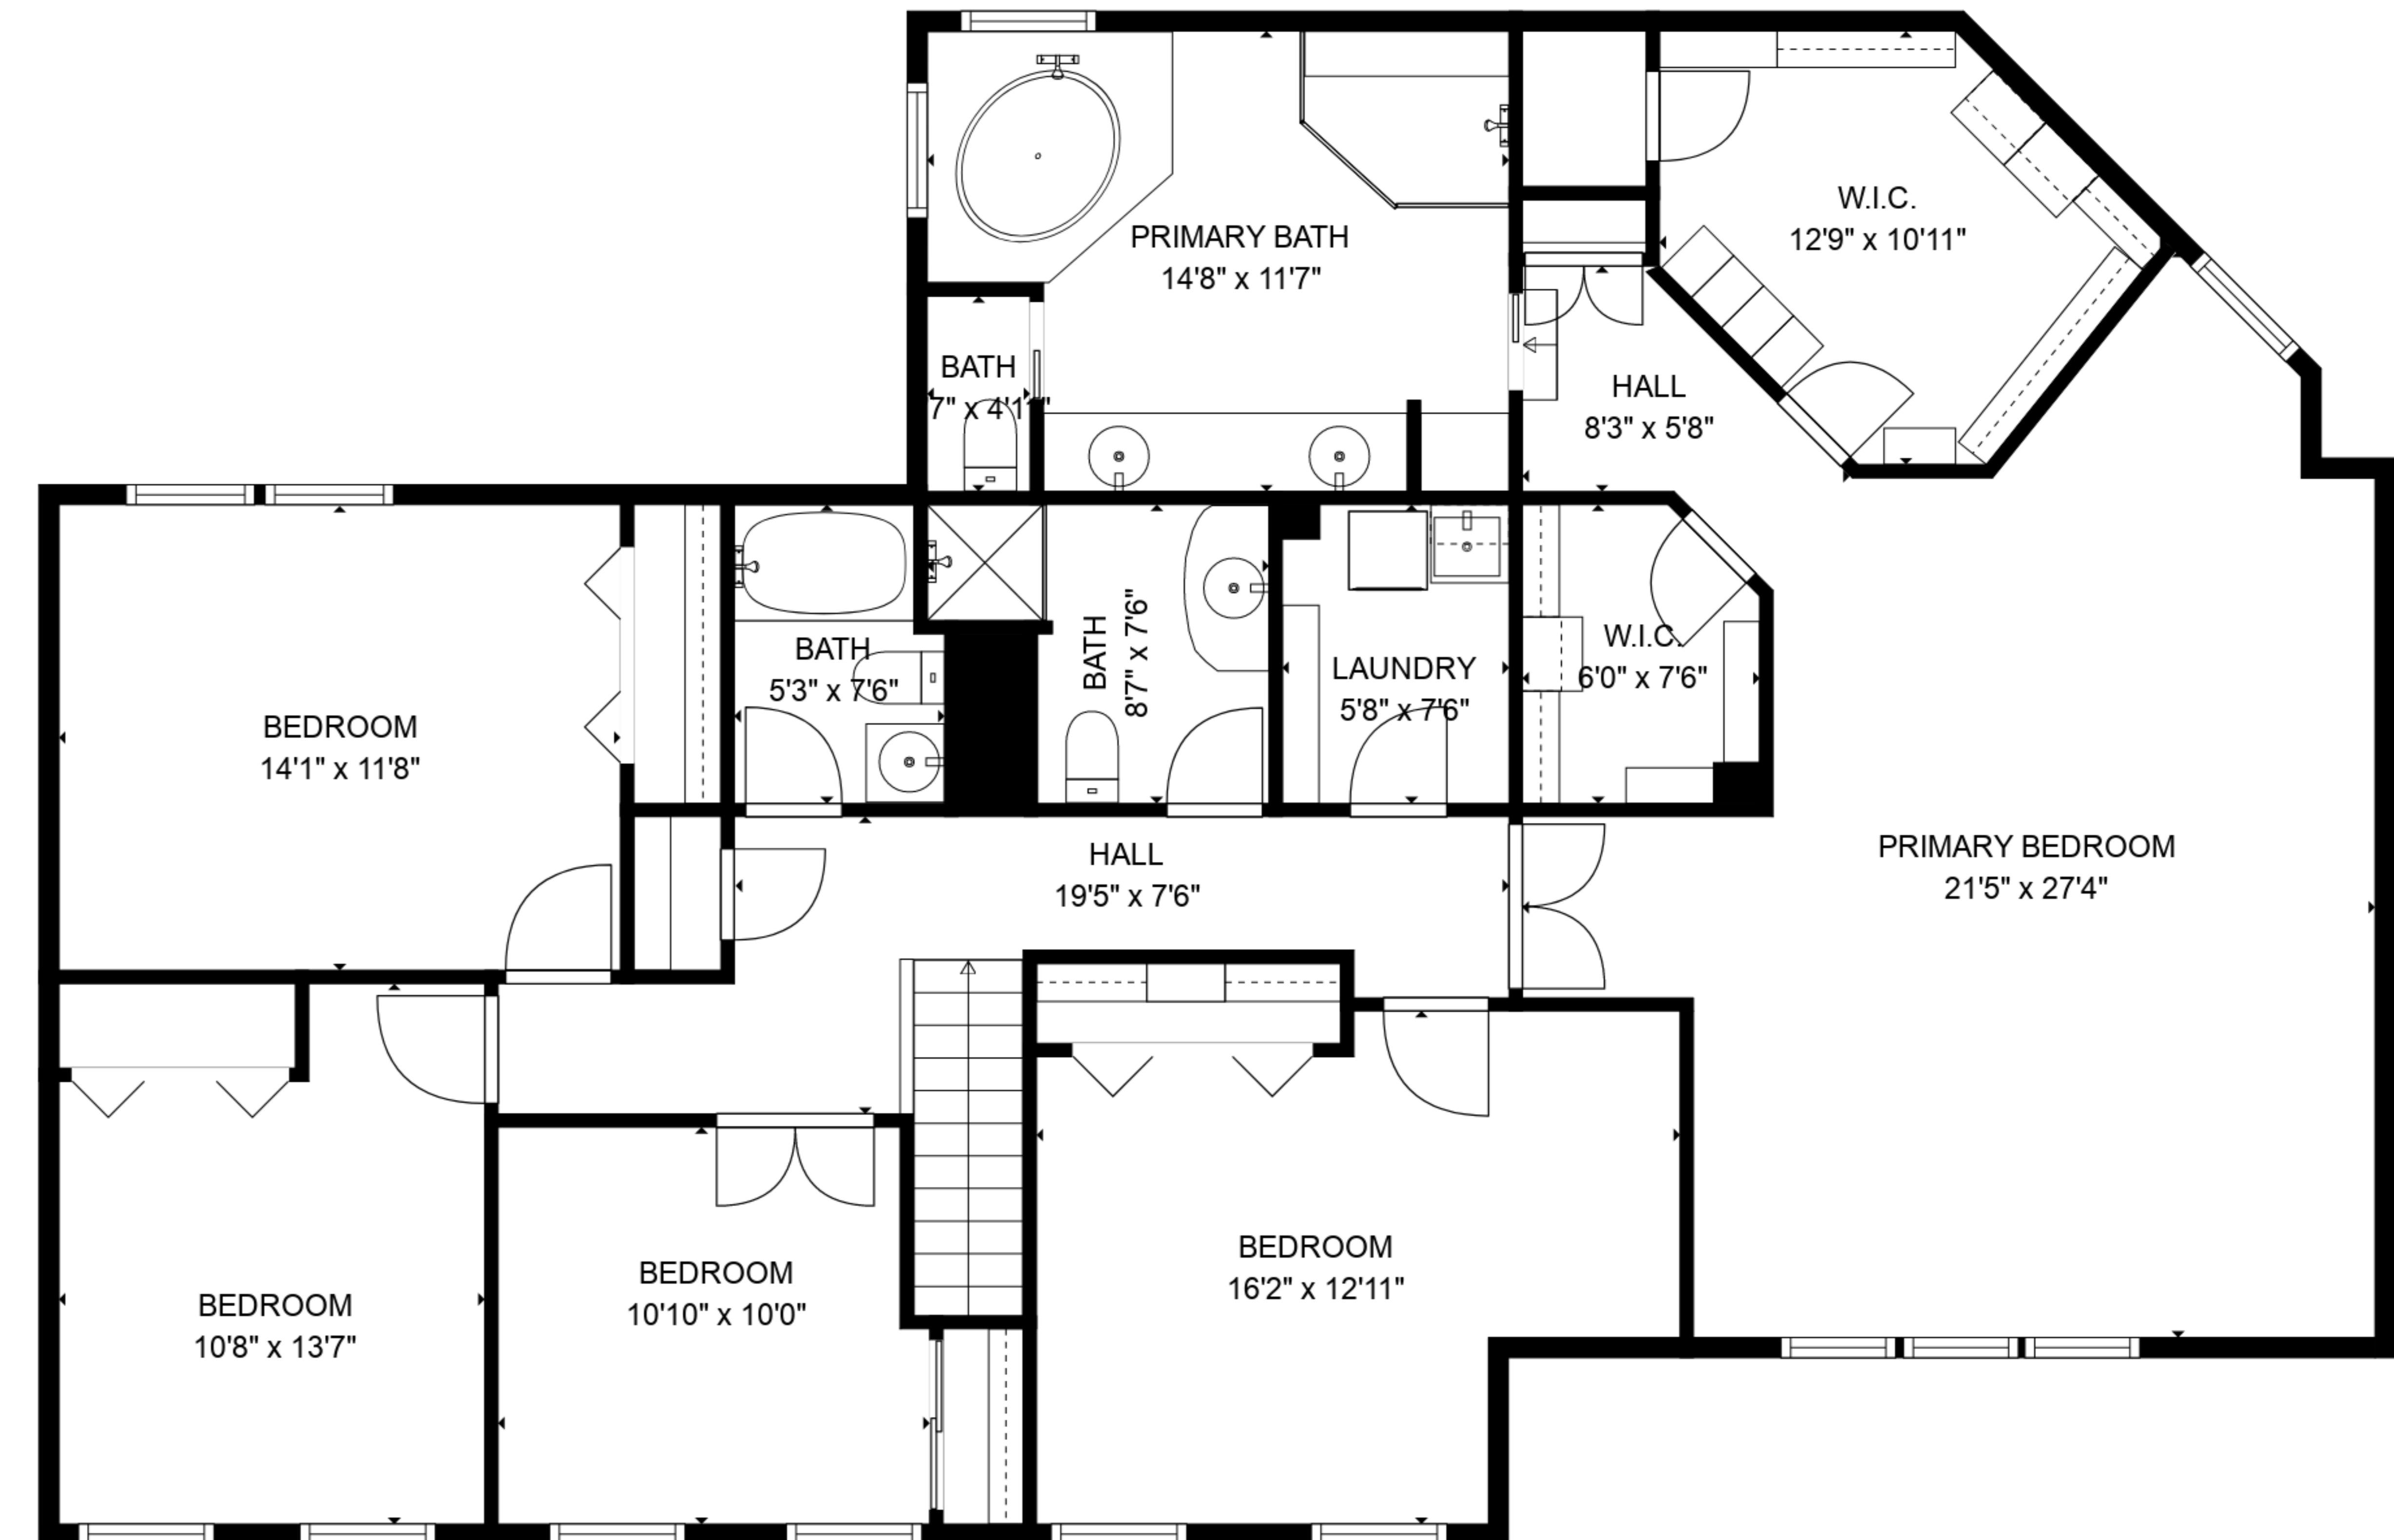 PRIMARY BATH
14'8" x 11'7"
W.I.C.
12'9" x 10'11"
BATH
7" x 4'1
HALL
8'3" x 5'8"
BATH
5'3" x 7'6"
BATH
8'7" x 7'6"
LAUNDRY
5'8" x 7'6"
W.I.C.
6'0" x 7'6"
BEDROOM
14'1" x 11'8"
HALL
19'5" x 7'6"
PRIMARY BEDROOM
21'5" x 27'4"
BEDROOM
10'8" x 13'7"
BEDROOM
10'10" x 10'0"
BEDROOM
16'2" x 12'11"